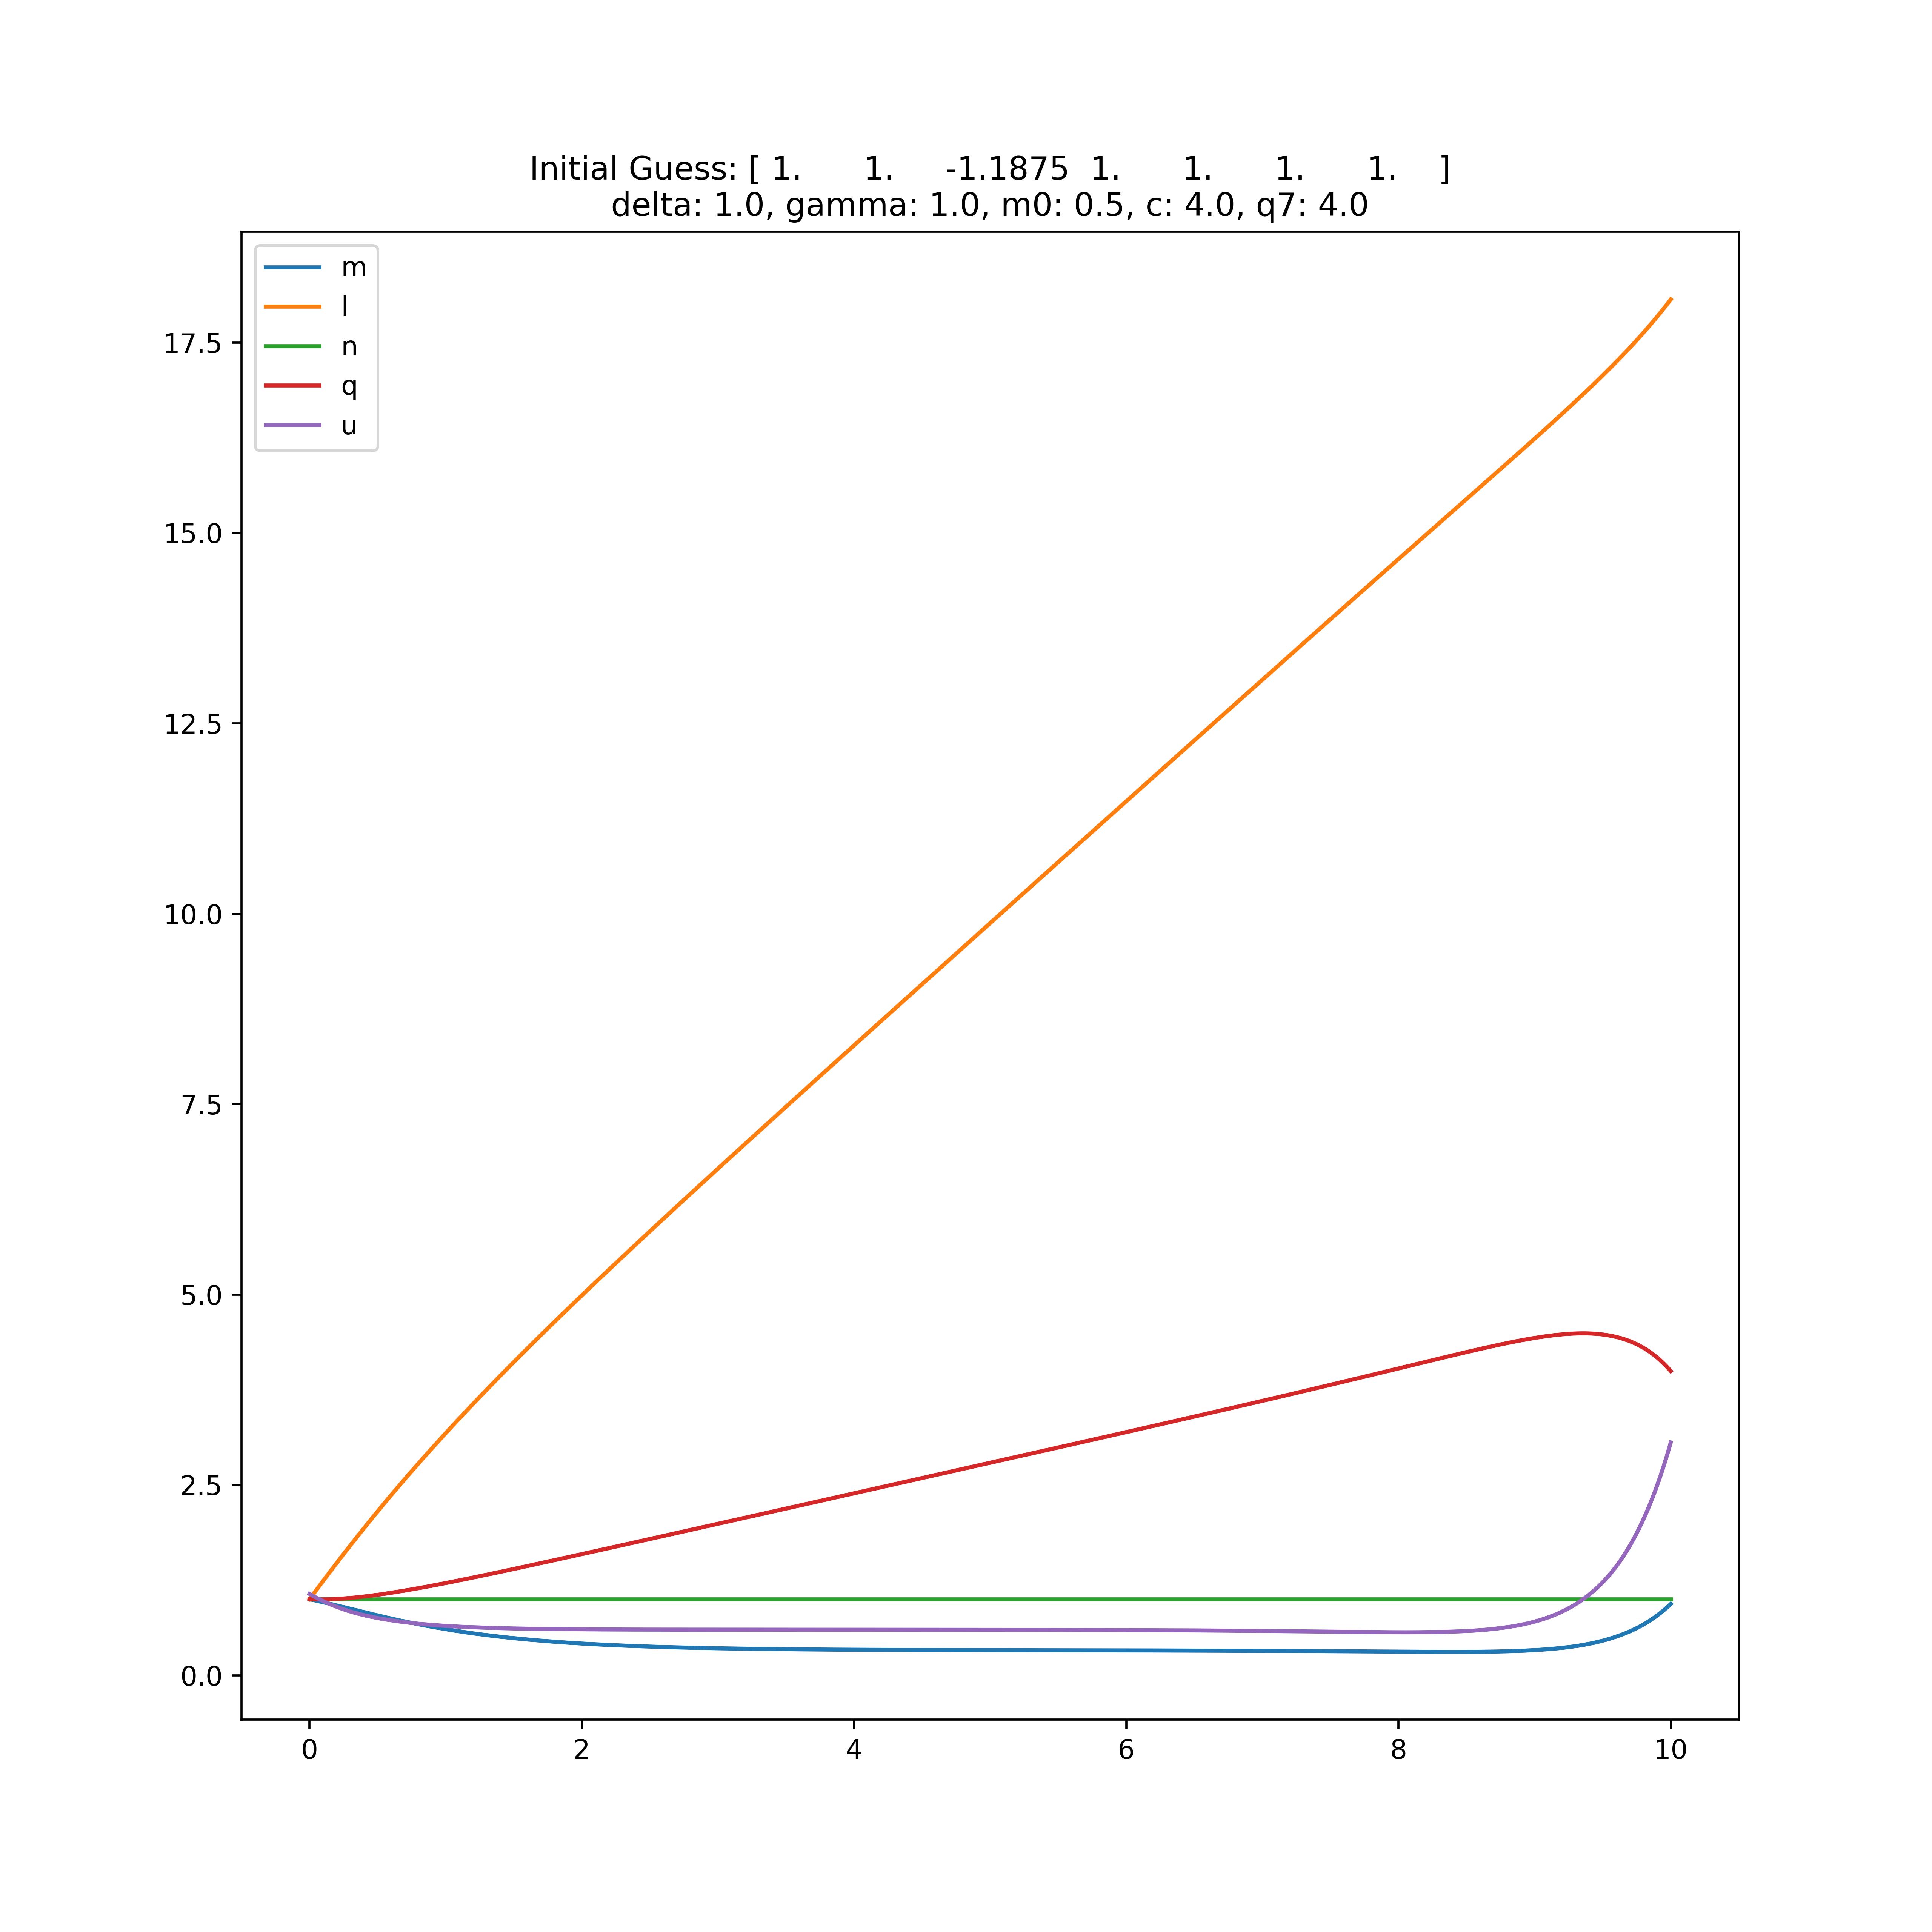 Initial Guess: [ 1. 1. -1.1875 1. 1. 1. 1. ]
delta: 1.0, gamma: 1.0, m0: 0.5, c: 4.0, q7: 4.0
m
l
n
q
u
17.5
15.0
12.5
10.0
7.5
5.0
2.5
0.0
0 2 4 6 8 10